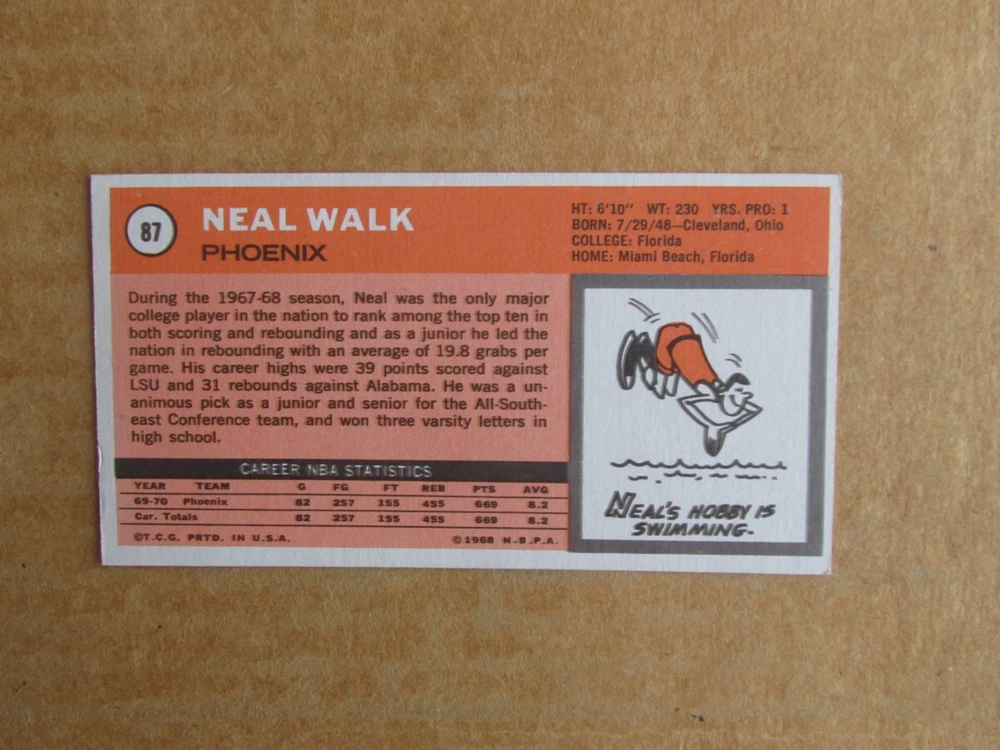 87
NEAL WALK
PHOENIX
HT: 6'10" WT: 230 YRS. PRO: 1
BORN: 7/29/48—Cleveland, Ohio
COLLEGE: Florida
HOME: Miami Beach, Florida
During the 1967-68 season, Neal was the only major
college player in the nation to rank among the top ten in
both scoring and rebounding and as a junior he led the
nation in rebounding with an average of 19.8 grabs per
game. His career highs were 39 points scored against
LSU and 31 rebounds against Alabama. He was a un-
animous pick as a junior and senior for the All-South-
east Conference team, and won three varsity letters in
high school.
CAREER NBA STATISTICS
YEAR TEAM G FG FT REB PTS AVG
69-70 Phoenix 82 257 155 455 669 8.2
Car. Totals 82 257 155 455 669 8.2
©T.C.G. PRTD. IN U.S.A. ©1968 N.B.P.A.
NEAL'S HOBBY IS
SWIMMING-